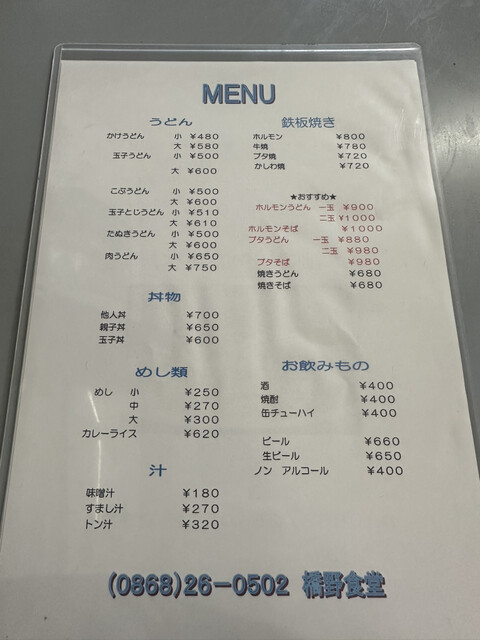 MENU
うどん
かけうどん 小 ¥480
大 ¥580
玉子うどん 小 ¥500
大 ¥600
こぶうどん 小 ¥500
大 ¥600
玉子とじうどん 小 ¥510
大 ¥610
たぬきうどん 小 ¥500
大 ¥600
肉うどん 小 ¥650
大 ¥750
丼物
他人丼 ¥700
親子丼 ¥650
玉子丼 ¥600
めし類
めし 小 ¥250
中 ¥270
大 ¥300
カレーライス ¥620
汁
味噌汁 ¥180
すまし汁 ¥270
トン汁 ¥320
鉄板焼き
ホルモン ¥800
牛焼 ¥780
ブタ焼 ¥720
かしわ焼 ¥720
★おすすめ★
ホルモンうどん 一玉 ¥900
二玉 ¥1000
ホルモンそば ¥1000
ブタうどん 一玉 ¥880
二玉 ¥980
ブタそば ¥980
焼きうどん ¥680
焼きそば ¥680
お飲みもの
酒 ¥400
焼酎 ¥400
缶チューハイ ¥400
ビール ¥660
生ビール ¥650
ノン アルコール ¥400
(0868)26-0502 橋野食堂